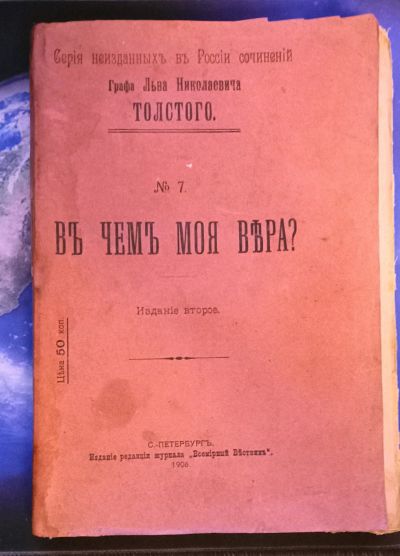 Серія неизданныхъ въ Россіи сочиненій
Графа Льва Николаевича
ТОЛСТОГО.
№ 7.
ВЪ ЧЕМЪ МОЯ ВѢРА?
Изданіе второе.
Цѣна 50 коп.
С.-ПЕТЕРБУРГЪ.
Изданіе редакціи журнала „Всемірный Вѣстникъ".
1906